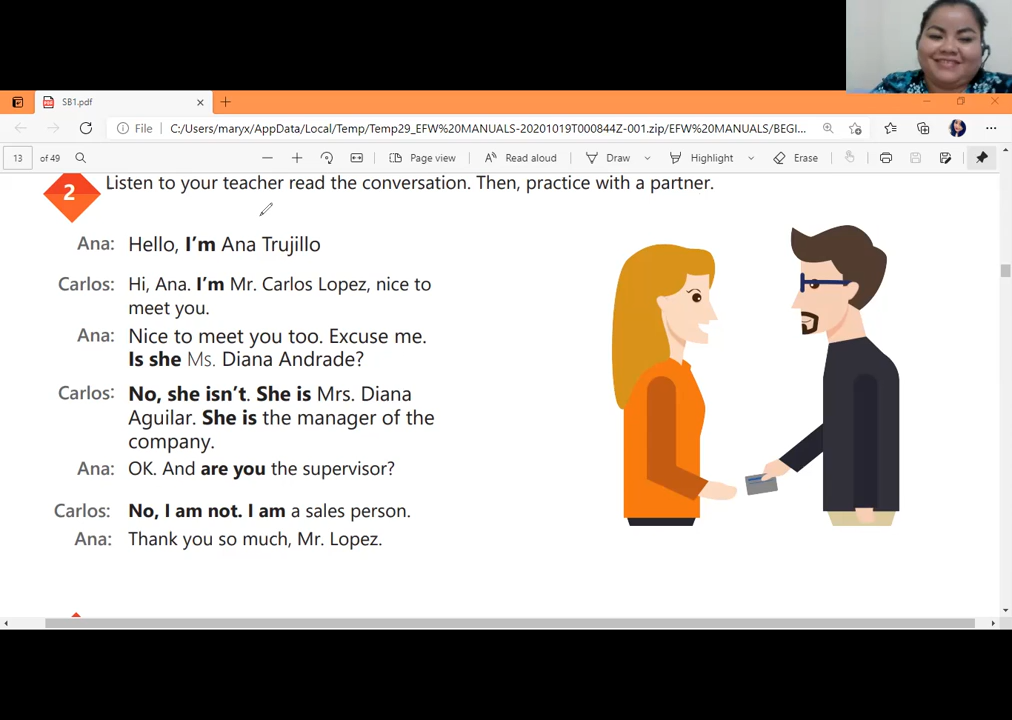 SB1.pdf
File
C:/Users/maryx/AppData/Local/Temp/Temp29_EFW%20MANUALS-20201019T000844Z-001.zip/EFW%20MANUALS/BEGI...
13 of 49
Page view
Read aloud
Draw
Highlight
Erase
2 Listen to your teacher read the conversation. Then, practice with a partner.
Ana: Hello, I'm Ana Trujillo
Carlos: Hi, Ana. I'm Mr. Carlos Lopez, nice to
meet you.
Ana: Nice to meet you too. Excuse me.
Is she Ms. Diana Andrade?
Carlos: No, she isn't. She is Mrs. Diana
Aguilar. She is the manager of the
company.
Ana: OK. And are you the supervisor?
Carlos: No, I am not. I am a sales person.
Ana: Thank you so much, Mr. Lopez.